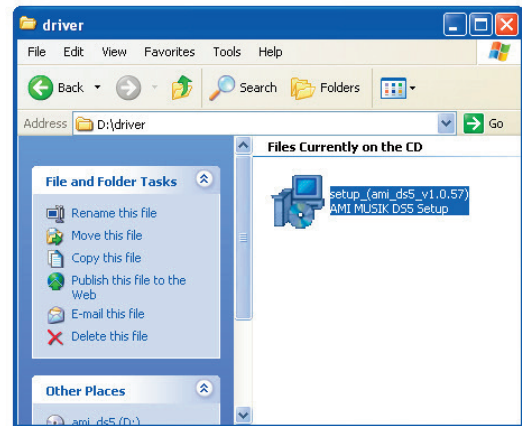 driver
File Edit View Favorites Tools Help
Back Search Folders
Address D:\driver Go
Files Currently on the CD
setup_(ami_ds5_v1.0.57)
AMI MUSIK DS5 Setup
File and Folder Tasks
Rename this file
Move this file
Copy this file
Publish this file to the
Web
E-mail this file
Delete this file
Other Places
ami_ds5 (D:)